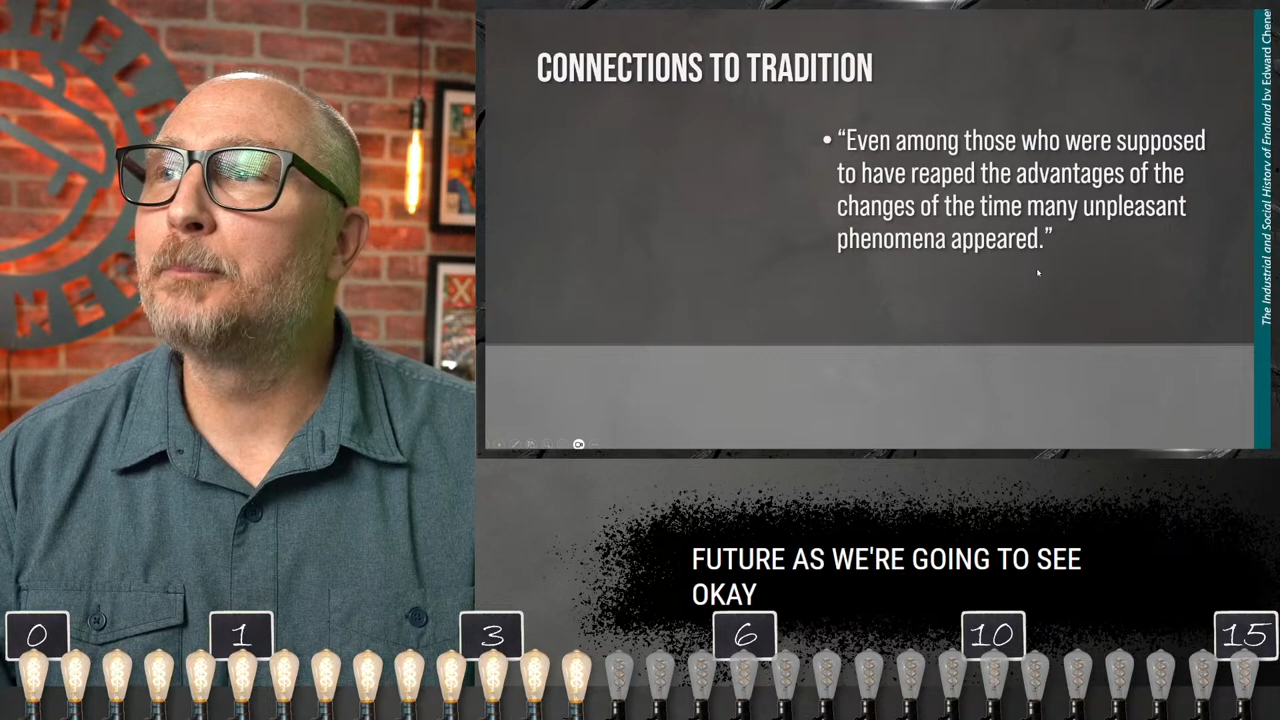 CONNECTIONS TO TRADITION
• “Even among those who were supposed
to have reaped the advantages of the
changes of the time many unpleasant
phenomena appeared.”
The Industrial and Social History of England by Edward Cheney
FUTURE AS WE'RE GOING TO SEE
OKAY
0 1 3 6 10 15